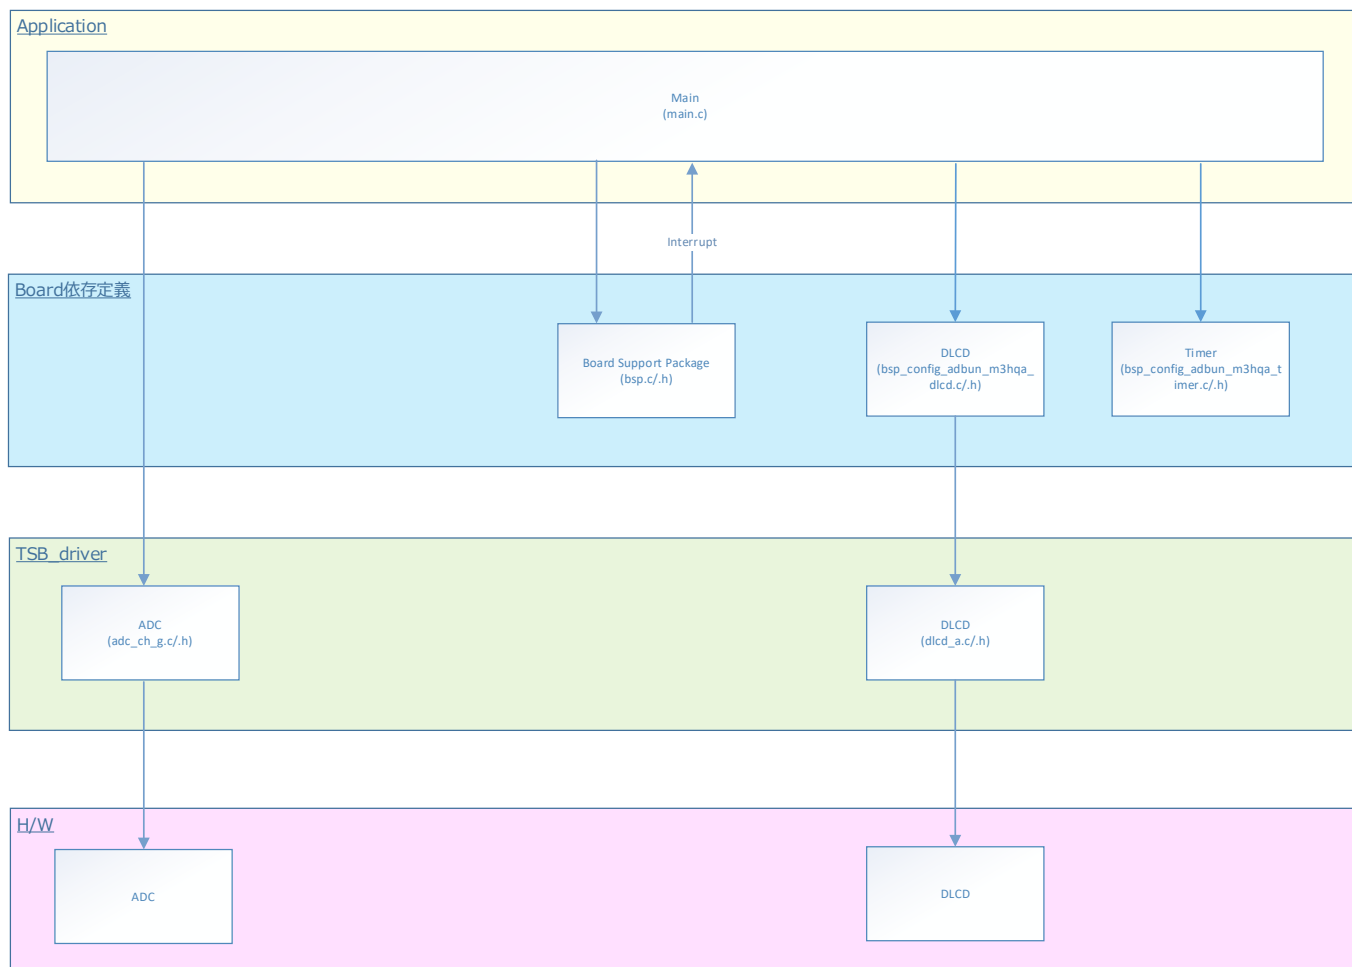 Application
Main
(main.c)
Interrupt
Board依存定義
Board Support Package
(bsp.c/.h)
DLCD
(bsp_config_adbun_m3hqa_
dlcd.c/.h)
Timer
(bsp_config_adbun_m3hqa_t
imer.c/.h)
TSB_driver
ADC
(adc_ch_g.c/.h)
DLCD
(dlcd_a.c/.h)
H/W
ADC
DLCD